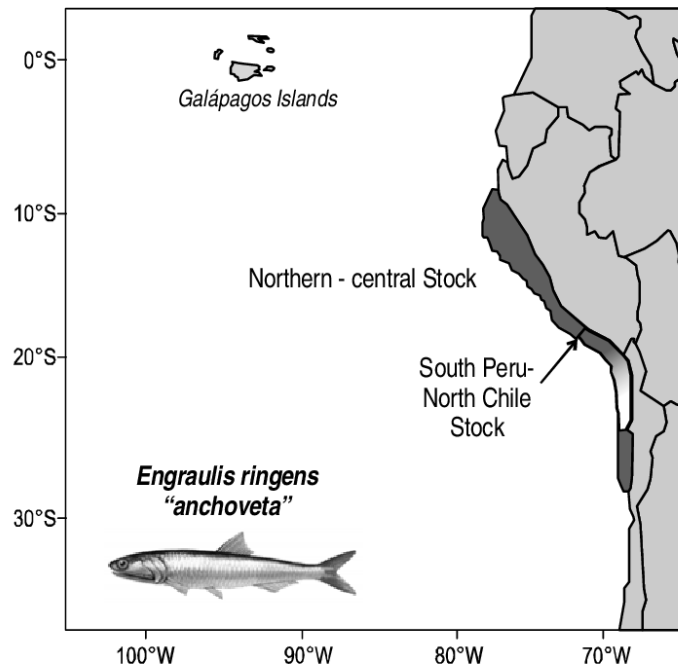 0°S
Galápagos Islands
10°S
Northern - central Stock
20°S
South Peru-
North Chile
Stock
Engraulis ringens
“anchoveta”
30°S
100°W
90°W
80°W
70°W